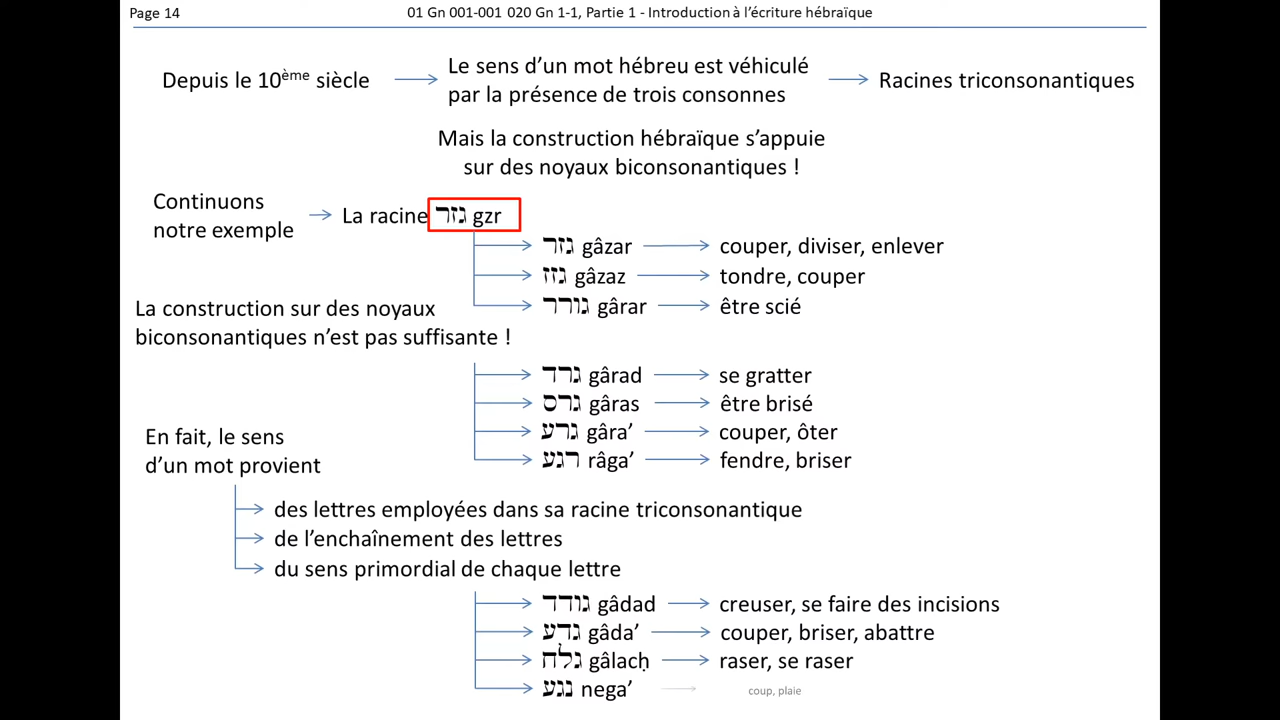 Page 14
01 Gn 001-001 020 Gn 1-1, Partie 1 - Introduction à l’écriture hébraïque
Depuis le 10ème siècle
Le sens d’un mot hébreu est véhiculé
par la présence de trois consonnes
Racines triconsonantiques
Mais la construction hébraïque s’appuie
sur des noyaux biconsonantiques !
Continuons
notre exemple
La racine גזר gzr
גזר gâzar couper, diviser, enlever
גזז gâzaz tondre, couper
גורר gârar être scié
La construction sur des noyaux
biconsonantiques n’est pas suffisante !
גרד gârad se gratter
גרס gâras être brisé
גרע gâra’ couper, ôter
רגע râga’ fendre, briser
En fait, le sens
d’un mot provient
des lettres employées dans sa racine triconsonantique
de l’enchaînement des lettres
du sens primordial de chaque lettre
גודד gâdad creuser, se faire des incisions
גדע gâda’ couper, briser, abattre
גלח gâlacḥ raser, se raser
נגע nega’ coup, plaie